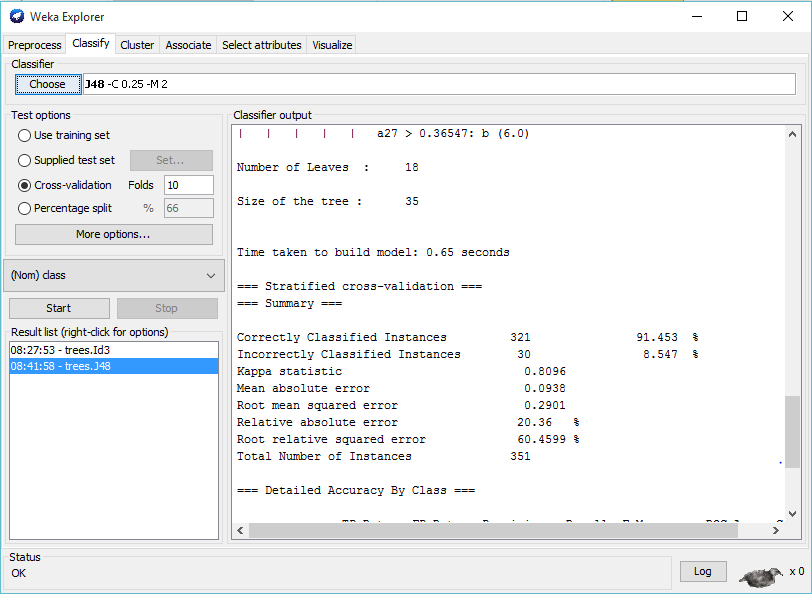 Weka Explorer
Preprocess Classify Cluster Associate Select attributes Visualize
Classifier
Choose J48 -C 0.25 -M 2
Test options
Use training set
Supplied test set Set...
Cross-validation Folds 10
Percentage split % 66
More options...
(Nom) class
Start Stop
Result list (right-click for options)
08:27:53 - trees.Id3
08:41:58 - trees.J48
Classifier output
| | | | | a27 > 0.36547: b (6.0)
Number of Leaves : 18
Size of the tree : 35
Time taken to build model: 0.65 seconds
=== Stratified cross-validation ===
=== Summary ===
Correctly Classified Instances 321 91.453 %
Incorrectly Classified Instances 30 8.547 %
Kappa statistic 0.8096
Mean absolute error 0.0938
Root mean squared error 0.2901
Relative absolute error 20.36 %
Root relative squared error 60.4599 %
Total Number of Instances 351
=== Detailed Accuracy By Class ===
Status
OK
Log x 0